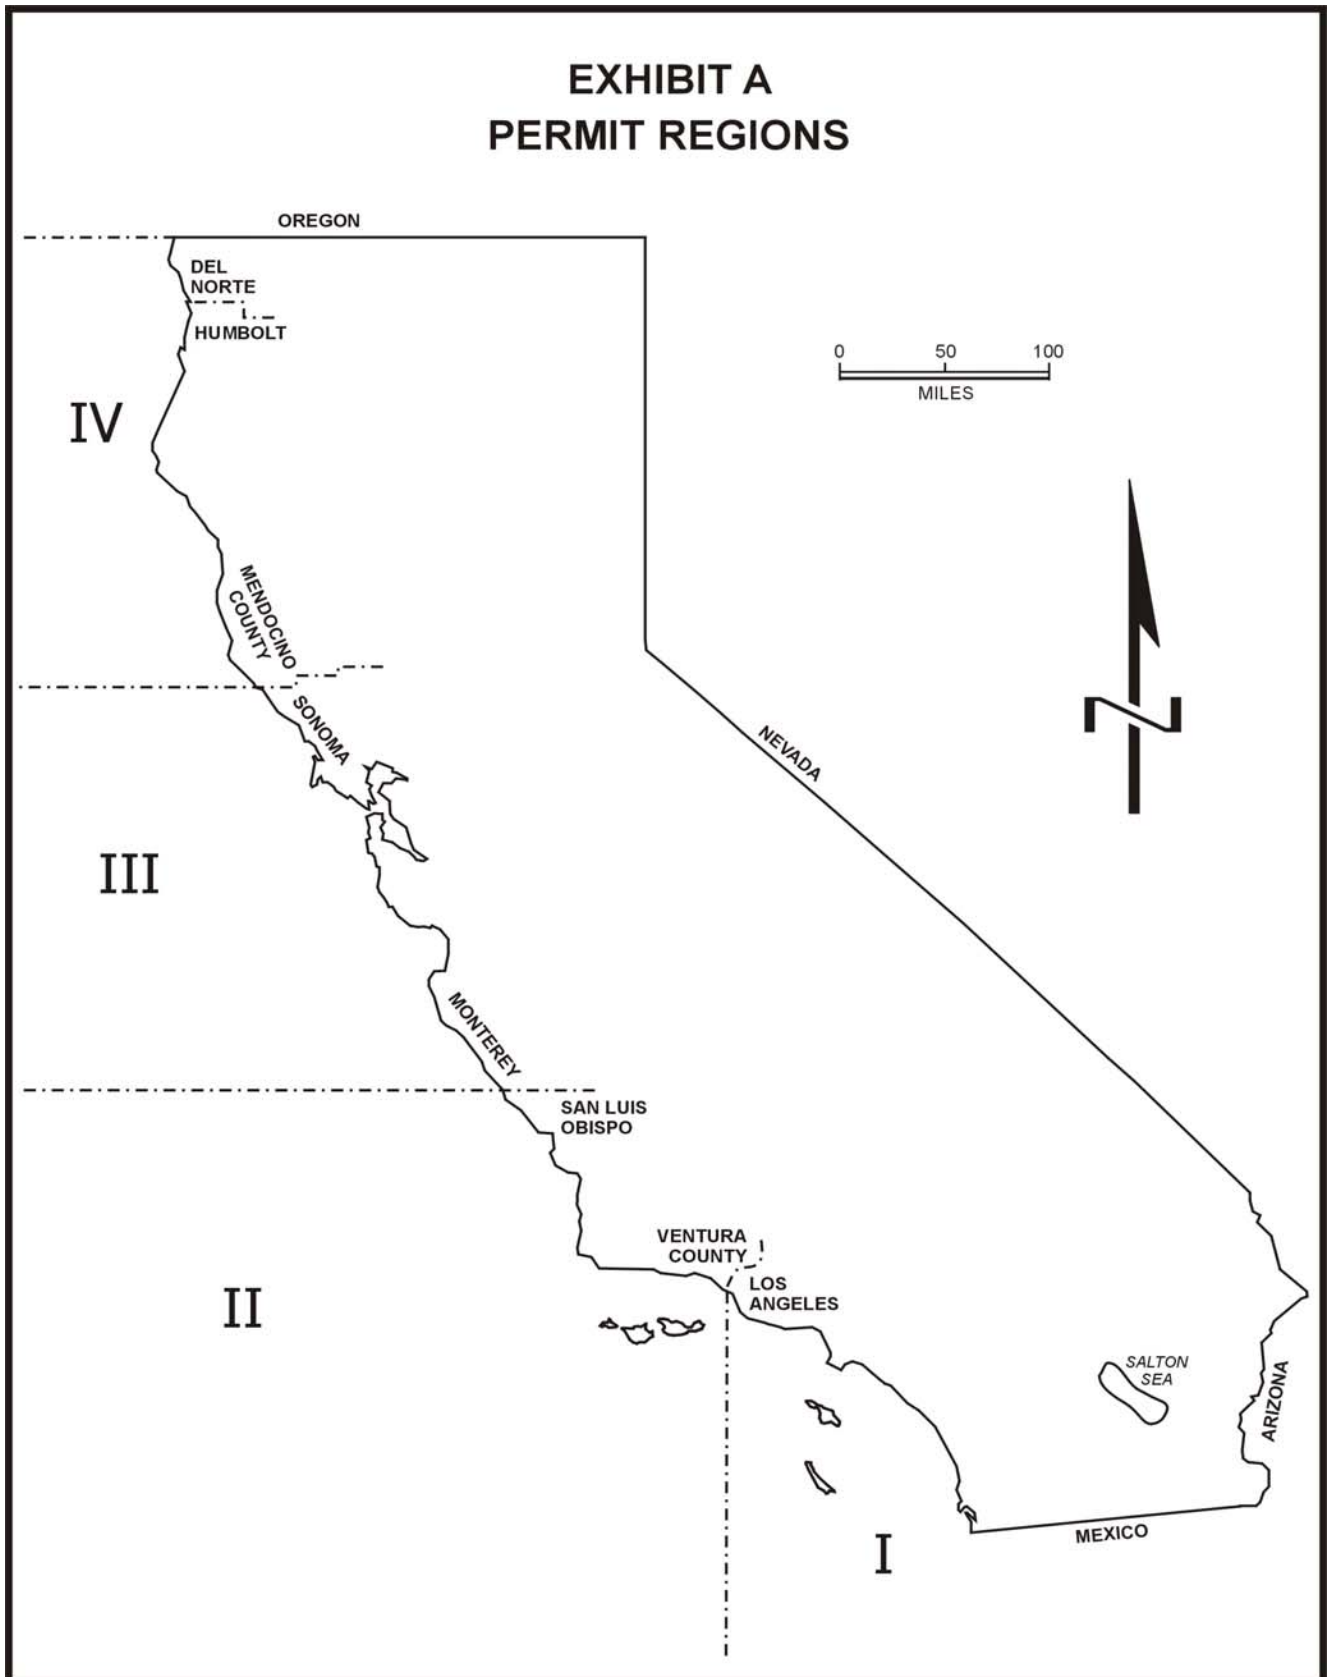 EXHIBIT A
PERMIT REGIONS
OREGON
DEL
NORTE
HUMBOLT
0 50 100
MILES
IV
MENDOCINO
COUNTY
SONOMA
NEVADA
N
III
MONTEREY
SAN LUIS
OBISPO
VENTURA
COUNTY
LOS
ANGELES
II
SALTON
SEA
ARIZONA
MEXICO
I